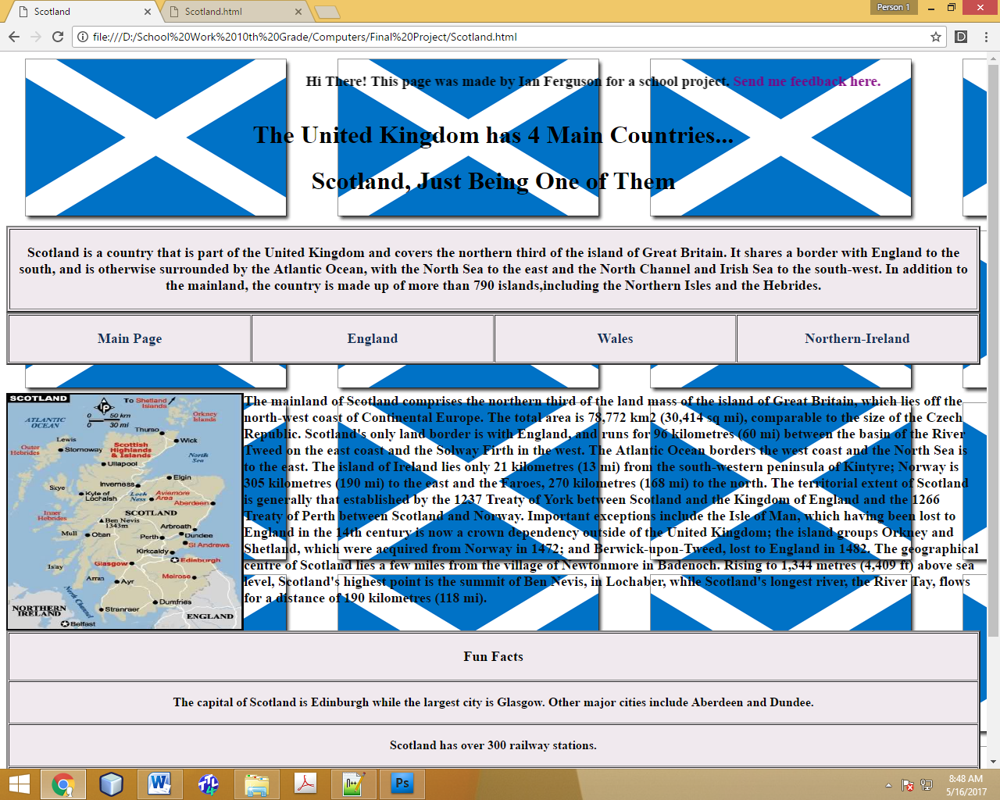 Scotland
Scotland.html
Person 1
file:///D:/School%20Work%2010th%20Grade/Computers/Final%20Project/Scotland.html
Hi There! This page was made by Ian Ferguson for a school project. Send me feedback here.
The United Kingdom has 4 Main Countries...
Scotland, Just Being One of Them
Scotland is a country that is part of the United Kingdom and covers the northern third of the island of Great Britain. It shares a border with England to the
south, and is otherwise surrounded by the Atlantic Ocean, with the North Sea to the east and the North Channel and Irish Sea to the south-west. In addition to
the mainland, the country is made up of more than 790 islands,including the Northern Isles and the Hebrides.
Main Page England Wales Northern-Ireland
SCOTLAND
To Shetland
Islands
Orkney
Islands
LP
0 50 km
0 30 mi
ATLANTIC
OCEAN
Thurso
Lewis
Wick
Outer
Hebrides
Stornoway
Scottish
Highlands
& Islands
North
Sea
Ullapool
Elgin
Inverness
Skye
Kyle of
Lochalsh
Loch
Ness
Aviemore
Area
Aberdeen
Inner
Hebrides
SCOTLAND
Ben Nevis
1343m
Arbroath
Mull
Oban
Perth
Dundee
St Andrews
Kirkcaldy
Islay
Glasgow
Edinburgh
Arran
Ayr
Melrose
North Channel
Dumfries
Stranraer
NORTHERN
IRELAND
ENGLAND
Belfast
The mainland of Scotland comprises the northern third of the land mass of the island of Great Britain, which lies off the
north-west coast of Continental Europe. The total area is 78,772 km2 (30,414 sq mi), comparable to the size of the Czech
Republic. Scotland's only land border is with England, and runs for 96 kilometres (60 mi) between the basin of the River
Tweed on the east coast and the Solway Firth in the west. The Atlantic Ocean borders the west coast and the North Sea is
to the east. The island of Ireland lies only 21 kilometres (13 mi) from the south-western peninsula of Kintyre; Norway is
305 kilometres (190 mi) to the east and the Faroes, 270 kilometres (168 mi) to the north. The territorial extent of Scotland
is generally that established by the 1237 Treaty of York between Scotland and the Kingdom of England and the 1266
Treaty of Perth between Scotland and Norway. Important exceptions include the Isle of Man, which having been lost to
England in the 14th century is now a crown dependency outside of the United Kingdom; the island groups Orkney and
Shetland, which were acquired from Norway in 1472; and Berwick-upon-Tweed, lost to England in 1482. The geographical
centre of Scotland lies a few miles from the village of Newtonmore in Badenoch. Rising to 1,344 metres (4,409 ft) above sea
level, Scotland's highest point is the summit of Ben Nevis, in Lochaber, while Scotland's longest river, the River Tay, flows
for a distance of 190 kilometres (118 mi).
Fun Facts
The capital of Scotland is Edinburgh while the largest city is Glasgow. Other major cities include Aberdeen and Dundee.
Scotland has over 300 railway stations.
8:48 AM
5/16/2017